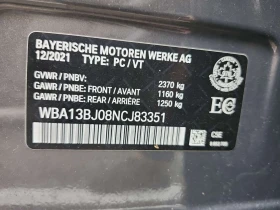 BAYERISCHE MOTOREN WERKE AG
12/2021 TYPE: PC / VT
GVWR / PNBV: 2370 kg
GAWR / PNBE: FRONT / AVANT 1160 kg
GAWR / PNBE: REAR / ARRIÈRE 1250 kg
WBA13BJ08NCJ83351